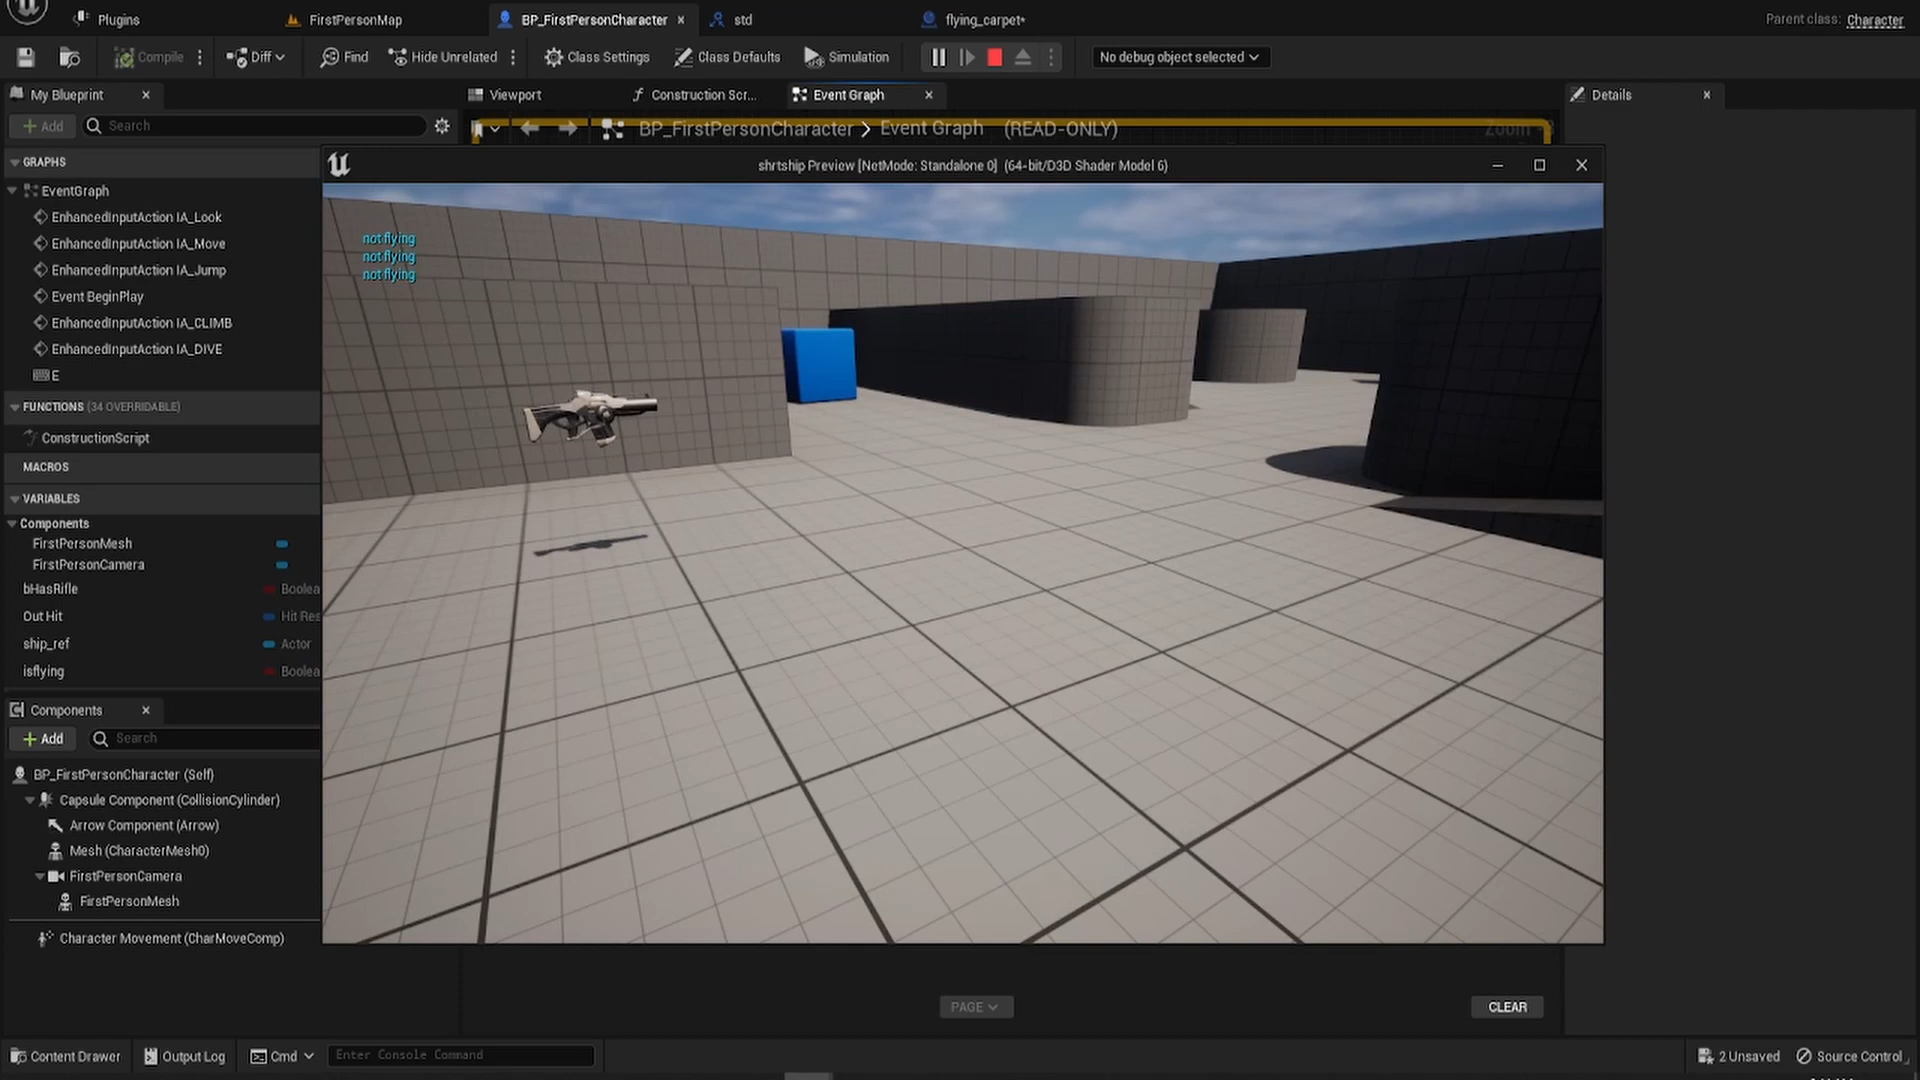 Plugins
FirstPersonMap
BP_FirstPersonCharacter
std
flying_carpet*
Parent class: Character
Compile
Diff
Find
Hide Unrelated
Class Settings
Class Defaults
Simulation
No debug object selected
My Blueprint
Viewport
Construction Scr...
Event Graph
Details
Add
Search
BP_FirstPersonCharacter > Event Graph (READ-ONLY)
Zoom
shrtship Preview [NetMode: Standalone 0] (64-bit/D3D Shader Model 6)
GRAPHS
EventGraph
EnhancedInputAction IA_Look
EnhancedInputAction IA_Move
EnhancedInputAction IA_Jump
Event BeginPlay
EnhancedInputAction IA_CLIMB
EnhancedInputAction IA_DIVE
E
FUNCTIONS (34 OVERRIDABLE)
ConstructionScript
MACROS
VARIABLES
Components
FirstPersonMesh
FirstPersonCamera
bHasRifle Boolea
Out Hit Hit Res
ship_ref Actor
isflying Boolea
not flying
not flying
not flying
Components
Add
Search
BP_FirstPersonCharacter (Self)
Capsule Component (CollisionCylinder)
Arrow Component (Arrow)
Mesh (CharacterMesh0)
FirstPersonCamera
FirstPersonMesh
Character Movement (CharMoveComp)
PAGE
CLEAR
Content Drawer
Output Log
Cmd
Enter Console Command
2 Unsaved
Source Control